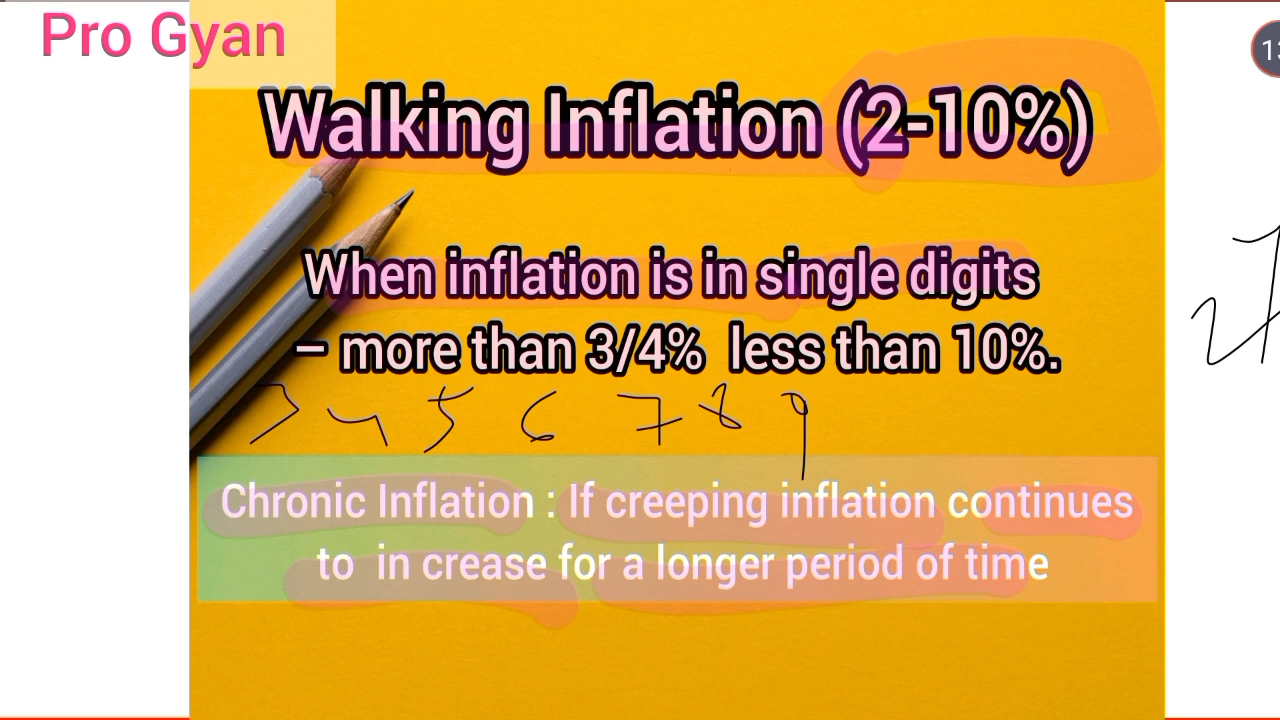 Pro Gyan
13
Walking Inflation (2-10%)
When inflation is in single digits
– more than 3/4%  less than 10%.
3 4 5 6 7 8 9
Chronic Inflation : If creeping inflation continues
to  in crease for a longer period of time